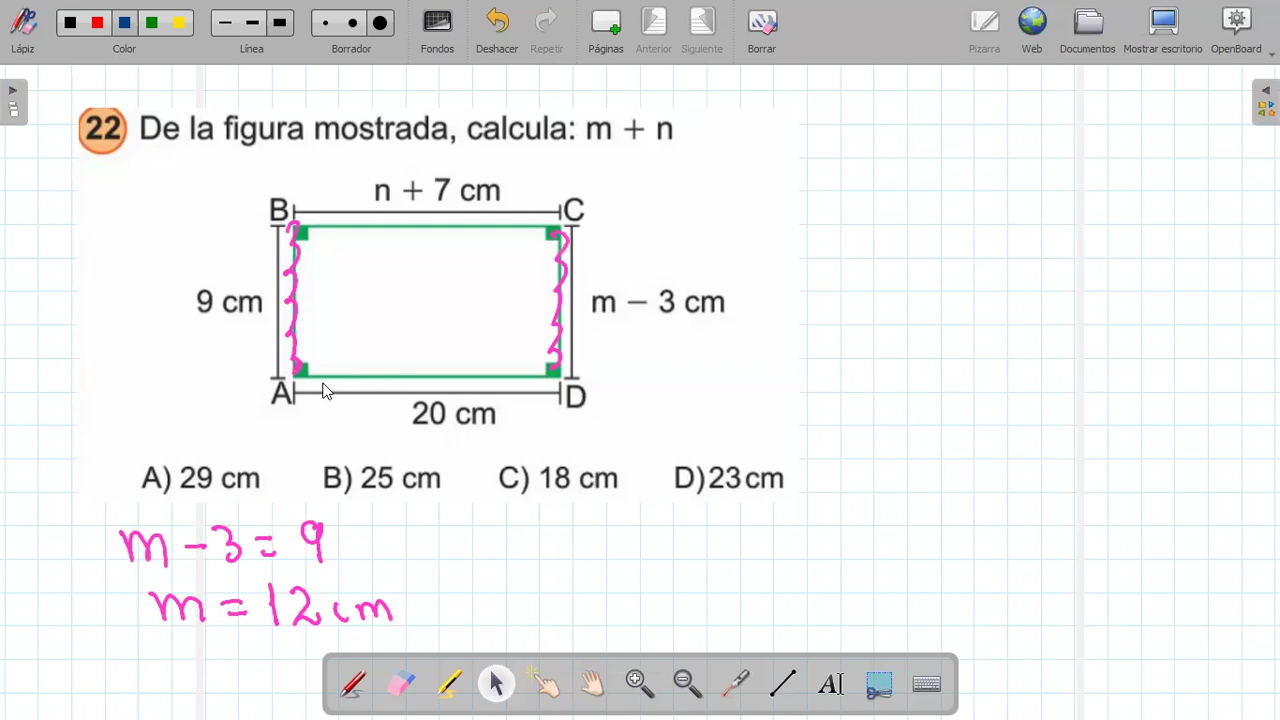 Lápiz Color Línea Borrador Fondos Deshacer Repetir Páginas Anterior Siguiente Borrar Pizarra Web Documentos Mostrar escritorio OpenBoard
22 De la figura mostrada, calcula: m + n
n + 7 cm
B C
9 cm m − 3 cm
A D
20 cm
A) 29 cm B) 25 cm C) 18 cm D) 23 cm
m - 3 = 9
m = 12 cm